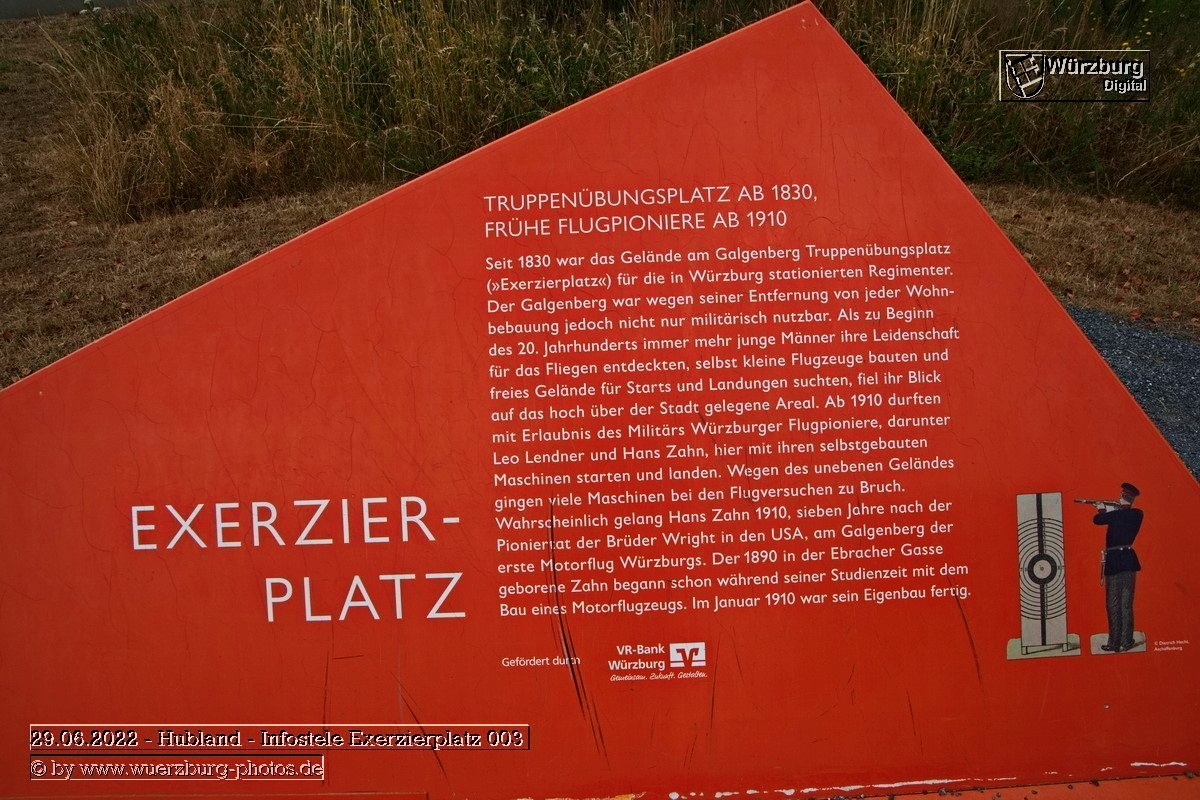 Würzburg
Digital
TRUPPENÜBUNGSPLATZ AB 1830,
FRÜHE FLUGPIONIERE AB 1910
Seit 1830 war das Gelände am Galgenberg Truppenübungsplatz
(»Exerzierplatz«) für die in Würzburg stationierten Regimenter.
Der Galgenberg war wegen seiner Entfernung von jeder Wohn-
bebauung jedoch nicht nur militärisch nutzbar. Als zu Beginn
des 20. Jahrhunderts immer mehr junge Männer ihre Leidenschaft
für das Fliegen entdeckten, selbst kleine Flugzeuge bauten und
freies Gelände für Starts und Landungen suchten, fiel ihr Blick
auf das hoch über der Stadt gelegene Areal. Ab 1910 durften
mit Erlaubnis des Militärs Würzburger Flugpioniere, darunter
Leo Lendner und Hans Zahn, hier mit ihren selbstgebauten
Maschinen starten und landen. Wegen des unebenen Geländes
gingen viele Maschinen bei den Flugversuchen zu Bruch.
Wahrscheinlich gelang Hans Zahn 1910, sieben Jahre nach der
Pioniertat der Brüder Wright in den USA, am Galgenberg der
erste Motorflug Würzburgs. Der 1890 in der Ebracher Gasse
geborene Zahn begann schon während seiner Studienzeit mit dem
Bau eines Motorflugzeugs. Im Januar 1910 war sein Eigenbau fertig.
EXERZIER-
PLATZ
Gefördert durch
VR-Bank
Würzburg
Gemeinsam. Zukunft. Gestalten.
© Dietrich Hecht,
Aschaffenburg
29.06.2022 - Hubland - Infostele Exerzierplatz 003
© by www.wuerzburg-photos.de